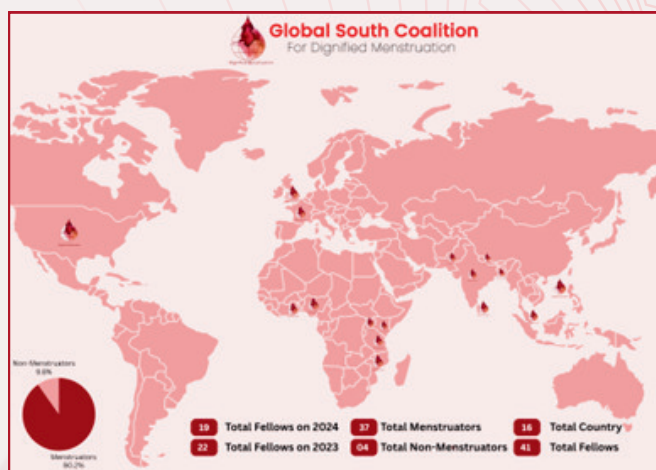 Global South Coalition
For Dignified Menstruation
Non-Menstruators
9.8%
Menstruators
90.2%
19 Total Fellows on 2024
37 Total Menstruators
16 Total Country
22 Total Fellows on 2023
04 Total Non-Menstruators
41 Total Fellows